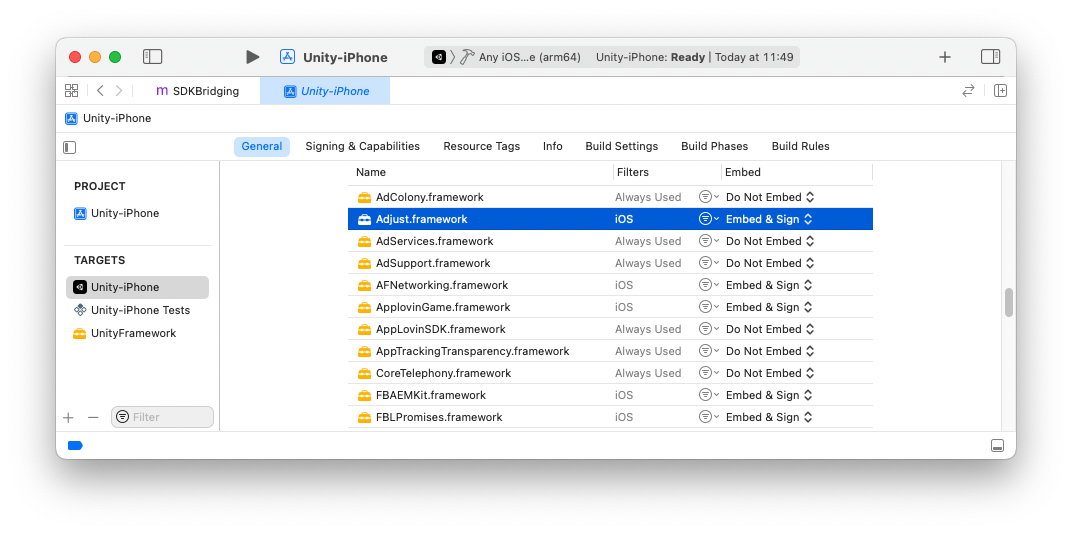 Unity-iPhone
Any iOS...e (arm64) Unity-iPhone: Ready | Today at 11:49
SDKBridging Unity-iPhone
Unity-iPhone
General Signing & Capabilities Resource Tags Info Build Settings Build Phases Build Rules
PROJECT
Unity-iPhone
TARGETS
Unity-iPhone
Unity-iPhone Tests
UnityFramework
Filter
Name Filters Embed
AdColony.framework Always Used Do Not Embed
Adjust.framework iOS Embed & Sign
AdServices.framework Always Used Do Not Embed
AdSupport.framework Always Used Do Not Embed
AFNetworking.framework iOS Embed & Sign
ApplovinGame.framework iOS Embed & Sign
AppLovinSDK.framework Always Used Do Not Embed
AppTrackingTransparency.framework Always Used Do Not Embed
CoreTelephony.framework Always Used Do Not Embed
FBAEMKit.framework iOS Embed & Sign
FBLPromises.framework iOS Embed & Sign